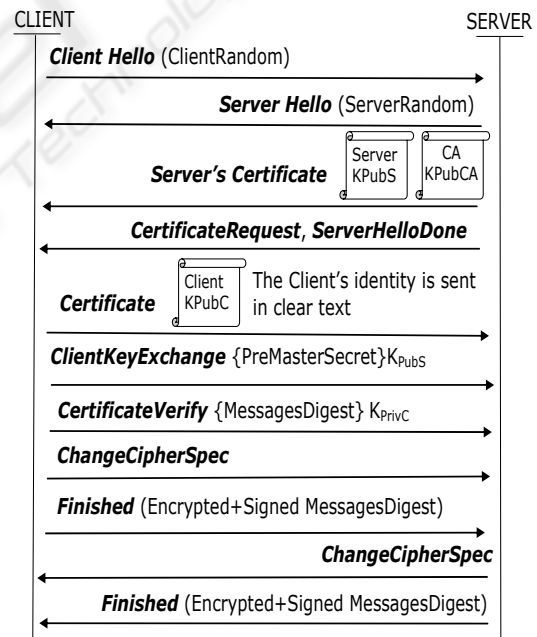 CLIENT SERVER
Client Hello (ClientRandom)
Server Hello (ServerRandom)
Server's Certificate Server KPubS CA KPubCA
CertificateRequest, ServerHelloDone
Certificate Client KPubC The Client's identity is sent in clear text
ClientKeyExchange {PreMasterSecret}KPubS
CertificateVerify {MessagesDigest} KPrivC
ChangeCipherSpec
Finished (Encrypted+Signed MessagesDigest)
ChangeCipherSpec
Finished (Encrypted+Signed MessagesDigest)